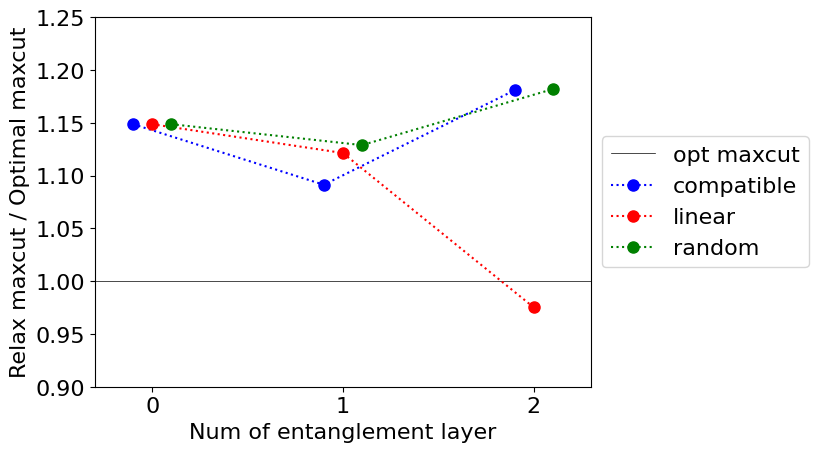 Relax maxcut / Optimal maxcut
1.25
1.20
1.15
1.10
1.05
1.00
0.95
0.90
0
1
2
Num of entanglement layer
opt maxcut
compatible
linear
random